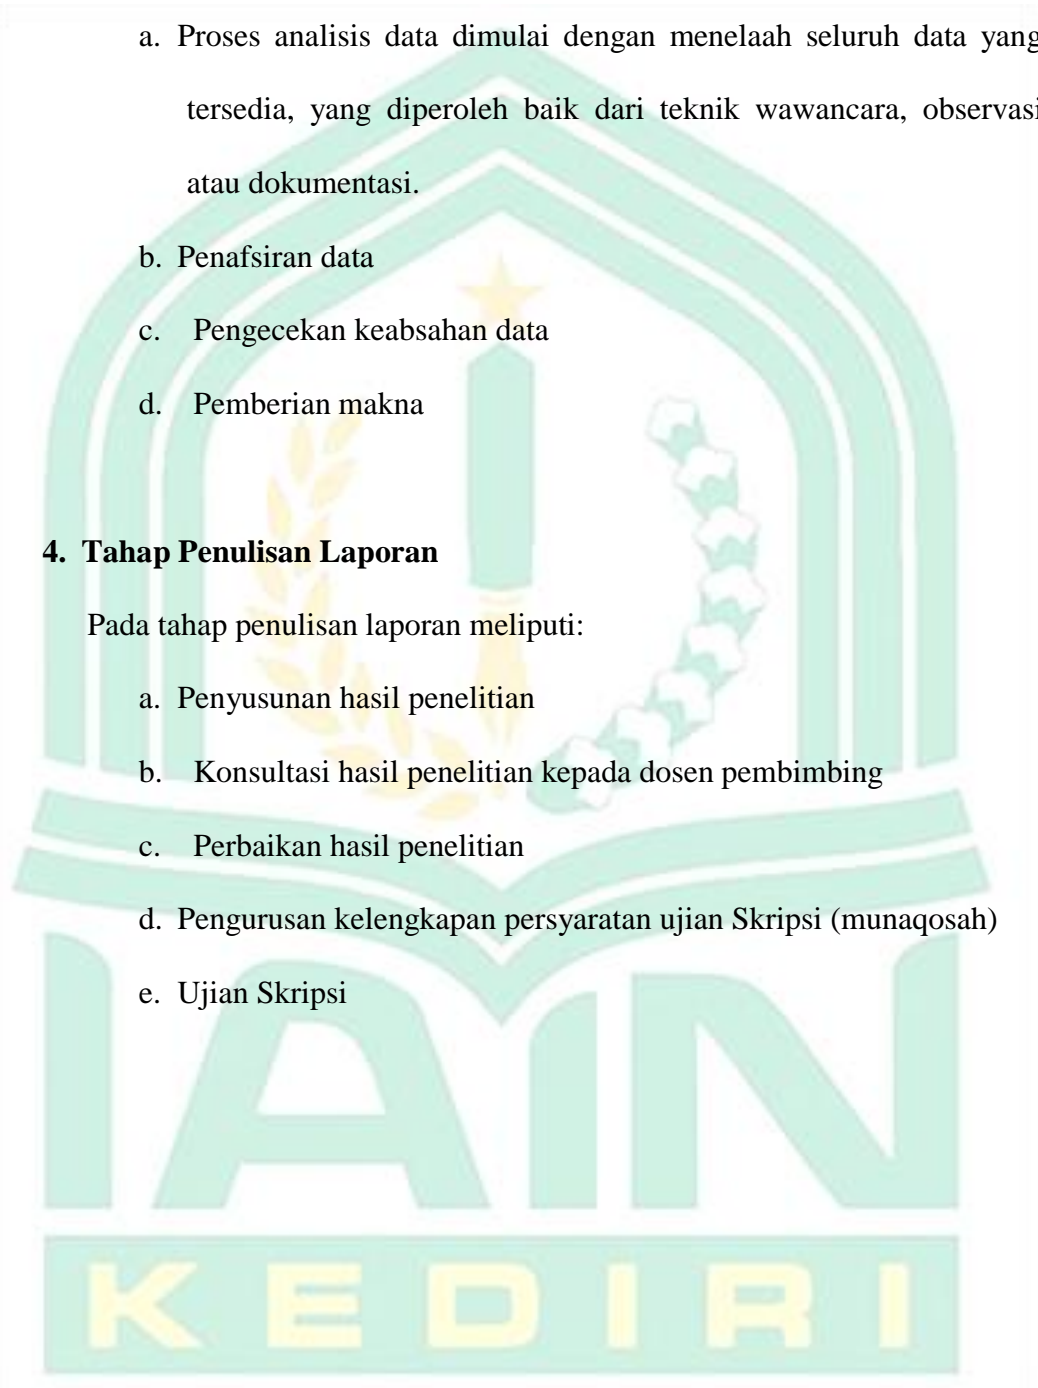 a. Proses analisis data dimulai dengan menelaah seluruh data yang
tersedia, yang diperoleh baik dari teknik wawancara, observasi
atau dokumentasi.
b. Penafsiran data
c. Pengecekan keabsahan data
d. Pemberian makna
4. Tahap Penulisan Laporan
Pada tahap penulisan laporan meliputi:
a. Penyusunan hasil penelitian
b. Konsultasi hasil penelitian kepada dosen pembimbing
c. Perbaikan hasil penelitian
d. Pengurusan kelengkapan persyaratan ujian Skripsi (munaqosah)
e. Ujian Skripsi
IAIN
KEDIRI